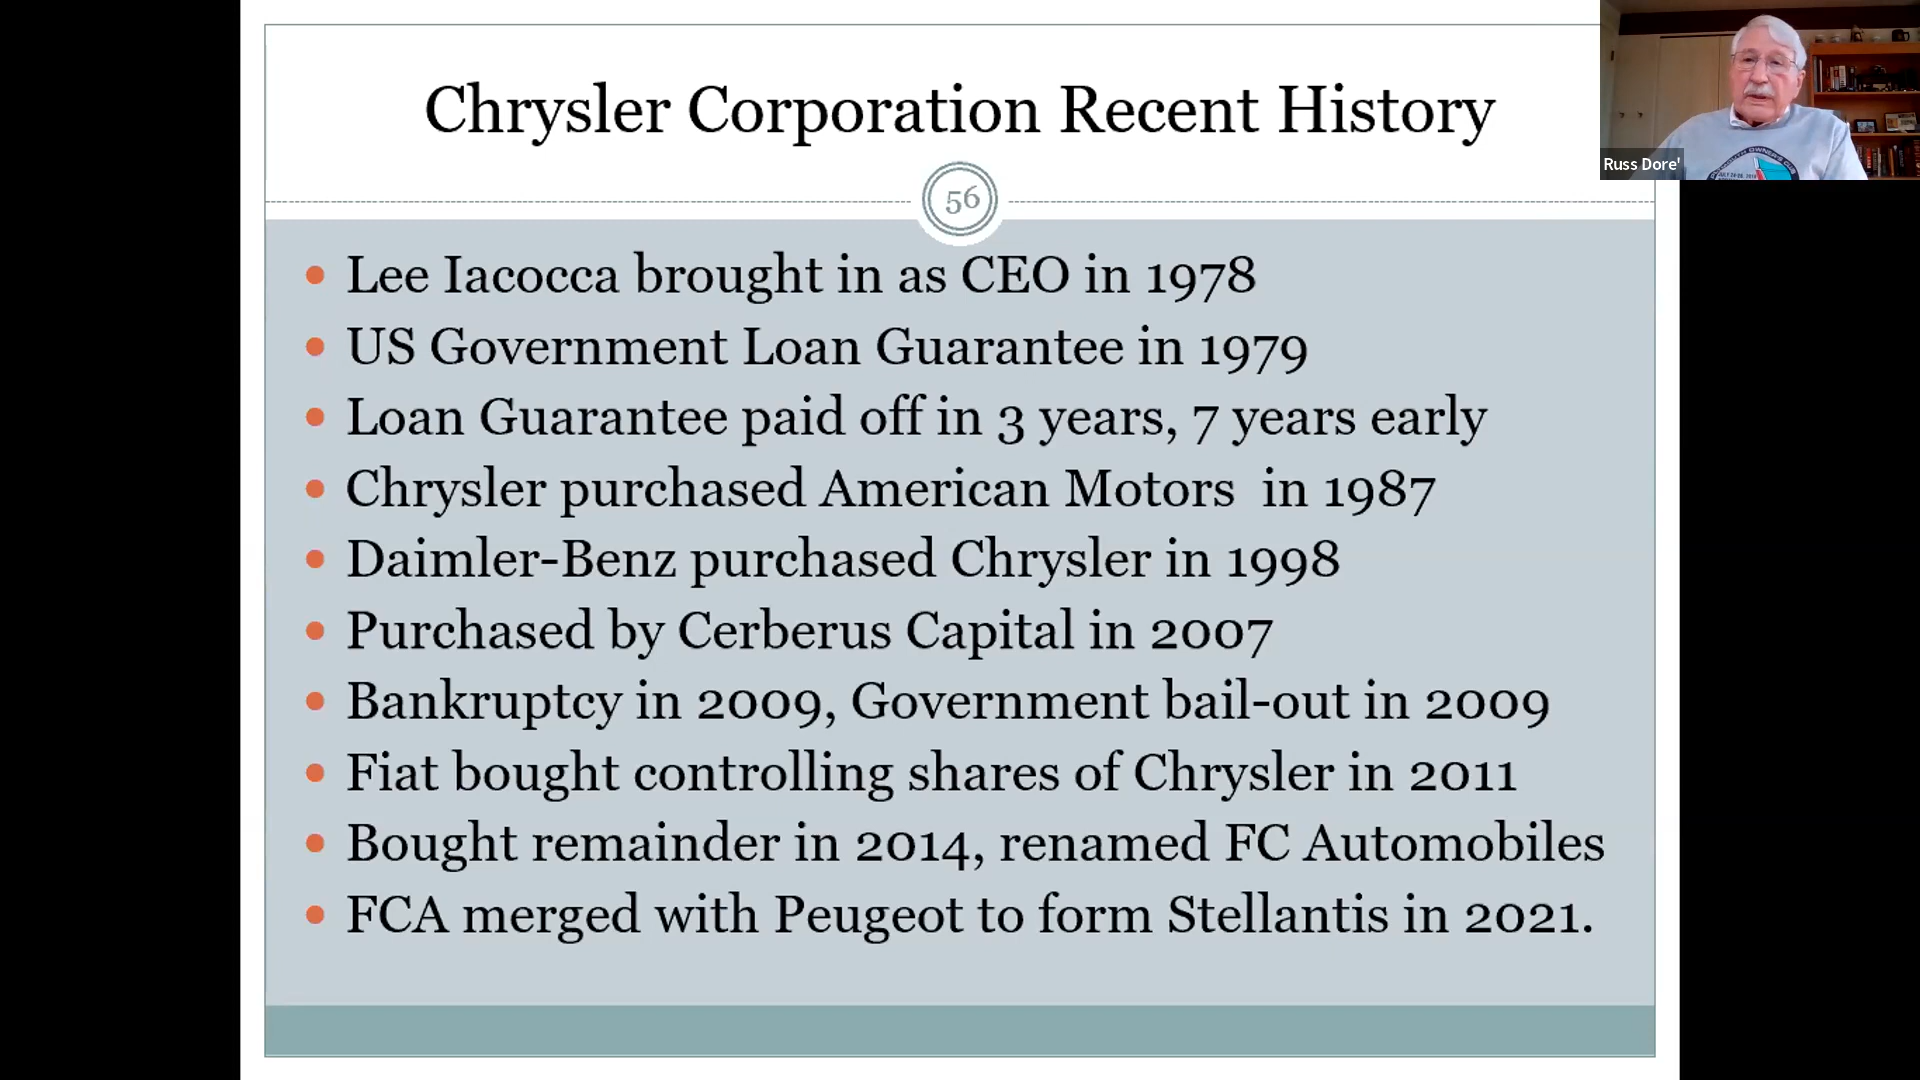 Chrysler Corporation Recent History
56
• Lee Iacocca brought in as CEO in 1978
• US Government Loan Guarantee in 1979
• Loan Guarantee paid off in 3 years, 7 years early
• Chrysler purchased American Motors in 1987
• Daimler-Benz purchased Chrysler in 1998
• Purchased by Cerberus Capital in 2007
• Bankruptcy in 2009, Government bail-out in 2009
• Fiat bought controlling shares of Chrysler in 2011
• Bought remainder in 2014, renamed FC Automobiles
• FCA merged with Peugeot to form Stellantis in 2021.
Russ Dore'